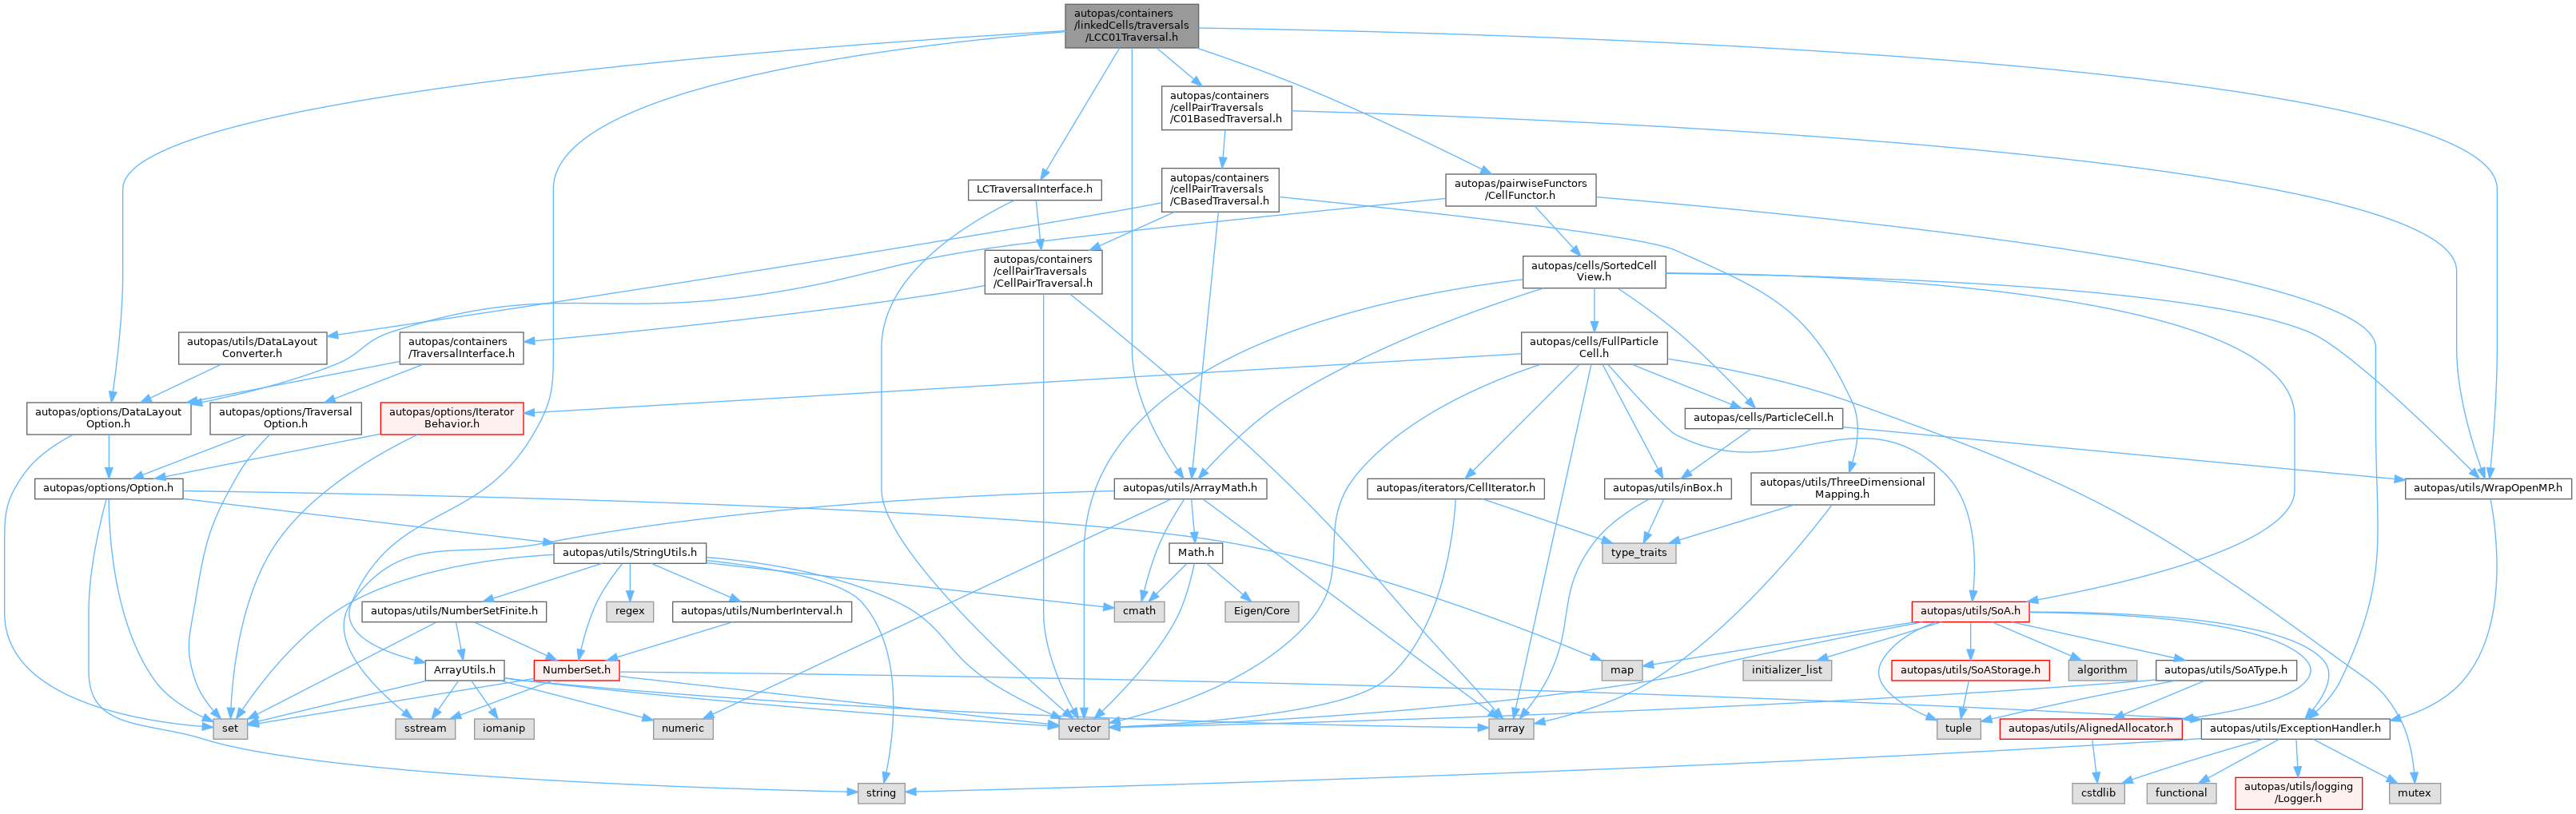 autopas/containers
/linkedCells/traversals
/LCC01Traversal.h
autopas/containers
/cellPairTraversals
/C01BasedTraversal.h
LCTraversalInterface.h
autopas/containers
/cellPairTraversals
/CBasedTraversal.h
autopas/pairwiseFunctors
/CellFunctor.h
autopas/containers
/cellPairTraversals
/CellPairTraversal.h
autopas/cells/SortedCell
View.h
autopas/utils/DataLayout
Converter.h
autopas/containers
/TraversalInterface.h
autopas/cells/FullParticle
Cell.h
autopas/options/DataLayout
Option.h
autopas/options/Traversal
Option.h
autopas/options/Iterator
Behavior.h
autopas/cells/ParticleCell.h
autopas/options/Option.h
autopas/utils/ArrayMath.h
autopas/iterators/CellIterator.h
autopas/utils/inBox.h
autopas/utils/ThreeDimensional
Mapping.h
autopas/utils/WrapOpenMP.h
autopas/utils/StringUtils.h
Math.h
type_traits
autopas/utils/NumberSetFinite.h
regex
autopas/utils/NumberInterval.h
cmath
Eigen/Core
autopas/utils/SoA.h
ArrayUtils.h
NumberSet.h
map
initializer_list
autopas/utils/SoAStorage.h
algorithm
autopas/utils/SoAType.h
set
sstream
iomanip
numeric
vector
array
tuple
autopas/utils/AlignedAllocator.h
autopas/utils/ExceptionHandler.h
string
cstdlib
functional
autopas/utils/logging
/Logger.h
mutex